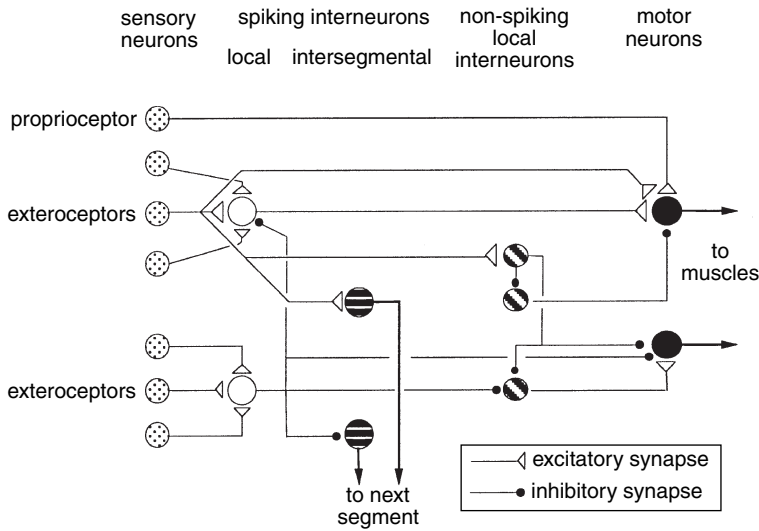 sensory
neurons
spiking interneurons
local
intersegmental
non-spiking
local
interneurons
motor
neurons
proprioceptor
exteroceptors
to
muscles
exteroceptors
to next
segment
excitatory synapse
inhibitory synapse